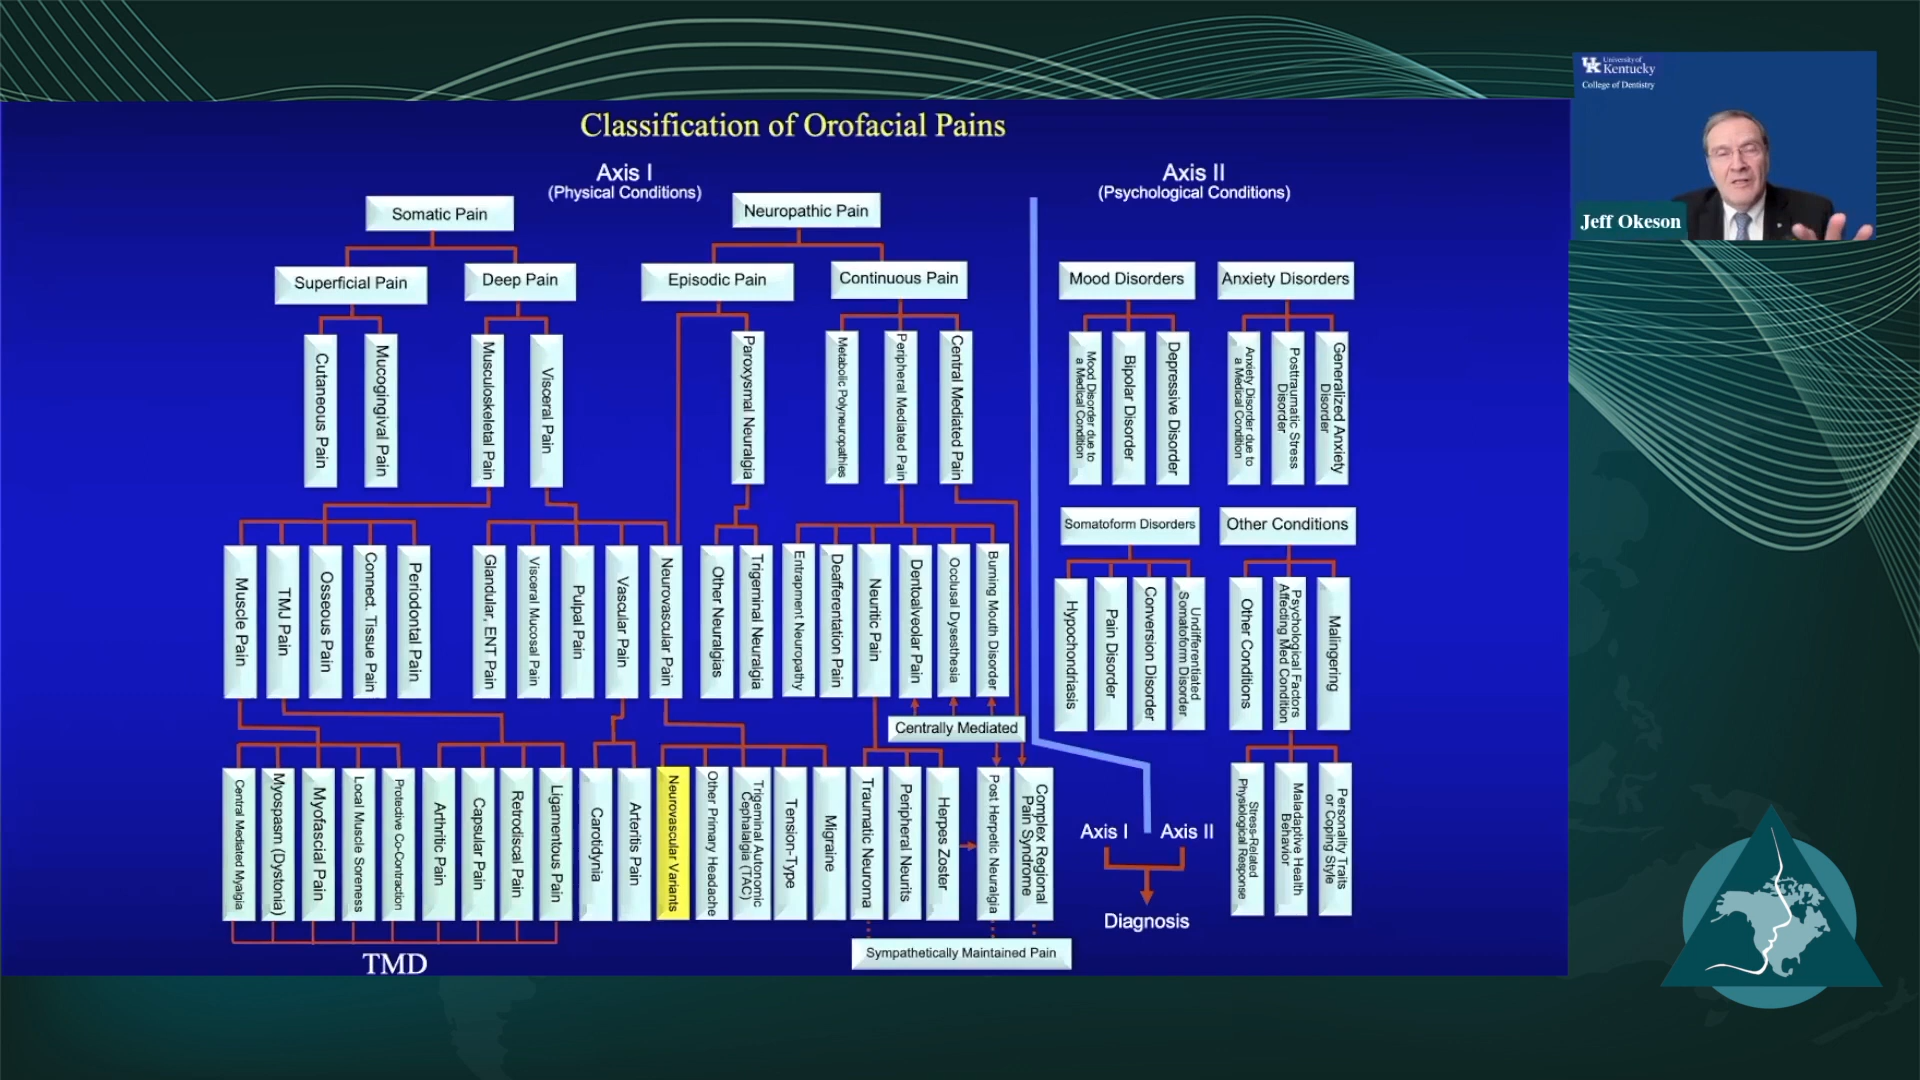 University of
UK Kentucky
College of Dentistry
Jeff Okeson
Classification of Orofacial Pains
Axis I
(Physical Conditions)
Axis II
(Psychological Conditions)
Somatic Pain
Neuropathic Pain
Superficial Pain
Deep Pain
Episodic Pain
Continuous Pain
Mood Disorders
Anxiety Disorders
Cutaneous Pain
Mucogingival Pain
Musculoskeletal Pain
Visceral Pain
Paroxysmal Neuralgia
Metabolic Polyneuropathies
Peripheral Mediated Pain
Central Mediated Pain
Mood Disorder due to
a Medical Condition
Bipolar Disorder
Depressive Disorder
Anxiety Disorder due to
a Medical Condition
Posttraumatic Stress
Disorder
Generalized Anxiety
Disorder
Somatoform Disorders
Other Conditions
Muscle Pain
TMJ Pain
Osseous Pain
Connect. Tissue Pain
Periodontal Pain
Glandular, ENT Pain
Visceral Mucosal Pain
Pulpal Pain
Vascular Pain
Neurovascular Pain
Other Neuralgias
Trigeminal Neuralgia
Entrapment Neuropathy
Deafferentation Pain
Neuritic Pain
Dentoalveolar Pain
Occlusal Dysesthesia
Burning Mouth Disorder
Hypochondriasis
Pain Disorder
Conversion Disorder
Undifferentiated
Somatoform Disorder
Other Conditions
Psychological Factors
Affecting Med Condition
Malingering
Centrally Mediated
Central Mediated Myalgia
Myospasm (Dystonia)
Myofascial Pain
Local Muscle Soreness
Protective Co-Contraction
Arthritic Pain
Capsular Pain
Retrodiscal Pain
Ligamentous Pain
Carotidynia
Arteritis Pain
Neurovascular Variants
Other Primary Headache
Trigeminal Autonomic
Cephalalgia (TAC)
Tension-Type
Migraine
Traumatic Neuroma
Peripheral Neurits
Herpes Zoster
Post Herpetic Neuralgia
Complex Regional
Pain Syndrome
Axis I
Axis II
Diagnosis
Stress-Related
Physiological Response
Maladaptive Health
Behavior
Personality Traits
or Coping Style
Sympathetically Maintained Pain
TMD